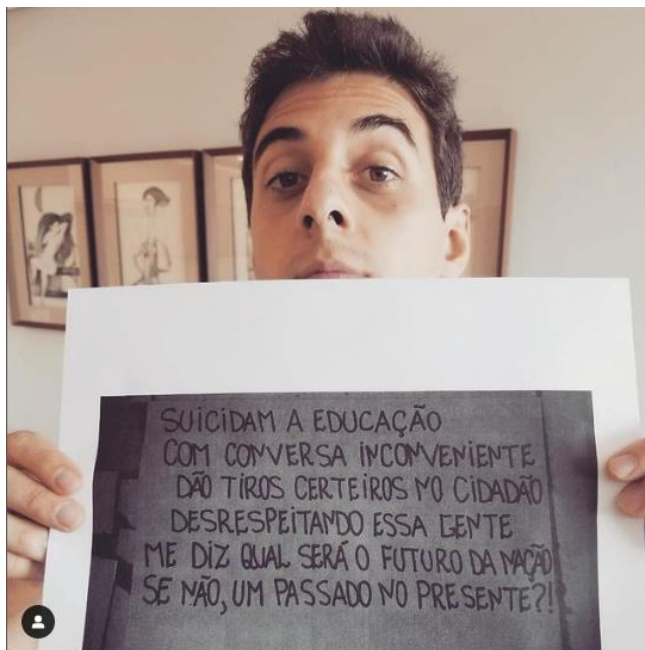 SUICIDAM A EDUCAÇÃO
COM CONVERSA INCONVENIENTE
DÃO TIROS CERTEIROS NO CIDADÃO
DESRESPEITANDO ESSA GENTE
ME DIZ QUAL SERÁ O FUTURO DA NAÇÃO
SE NÃO, UM PASSADO NO PRESENTE?!